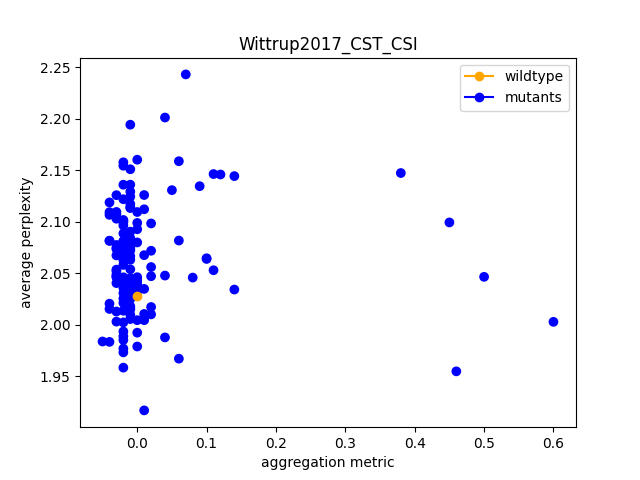 Wittrup2017_CST_CSI
wildtype
mutants
2.25
2.20
2.15
2.10
2.05
2.00
1.95
average perplexity
0.0 0.1 0.2 0.3 0.4 0.5 0.6
aggregation metric